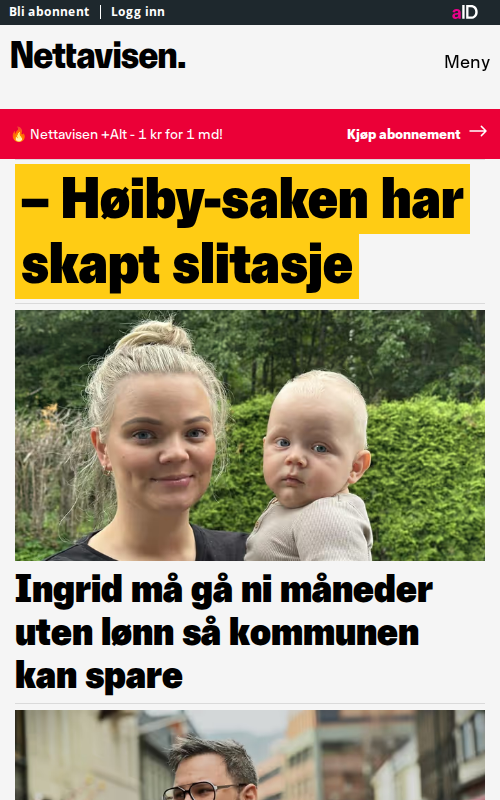 Bli abonnent | Logg inn
aID
Nettavisen.
Meny
🔥 Nettavisen +Alt - 1 kr for 1 md!
Kjøp abonnement →
– Høiby-saken har
skapt slitasje
Ingrid må gå ni måneder
uten lønn så kommunen
kan spare